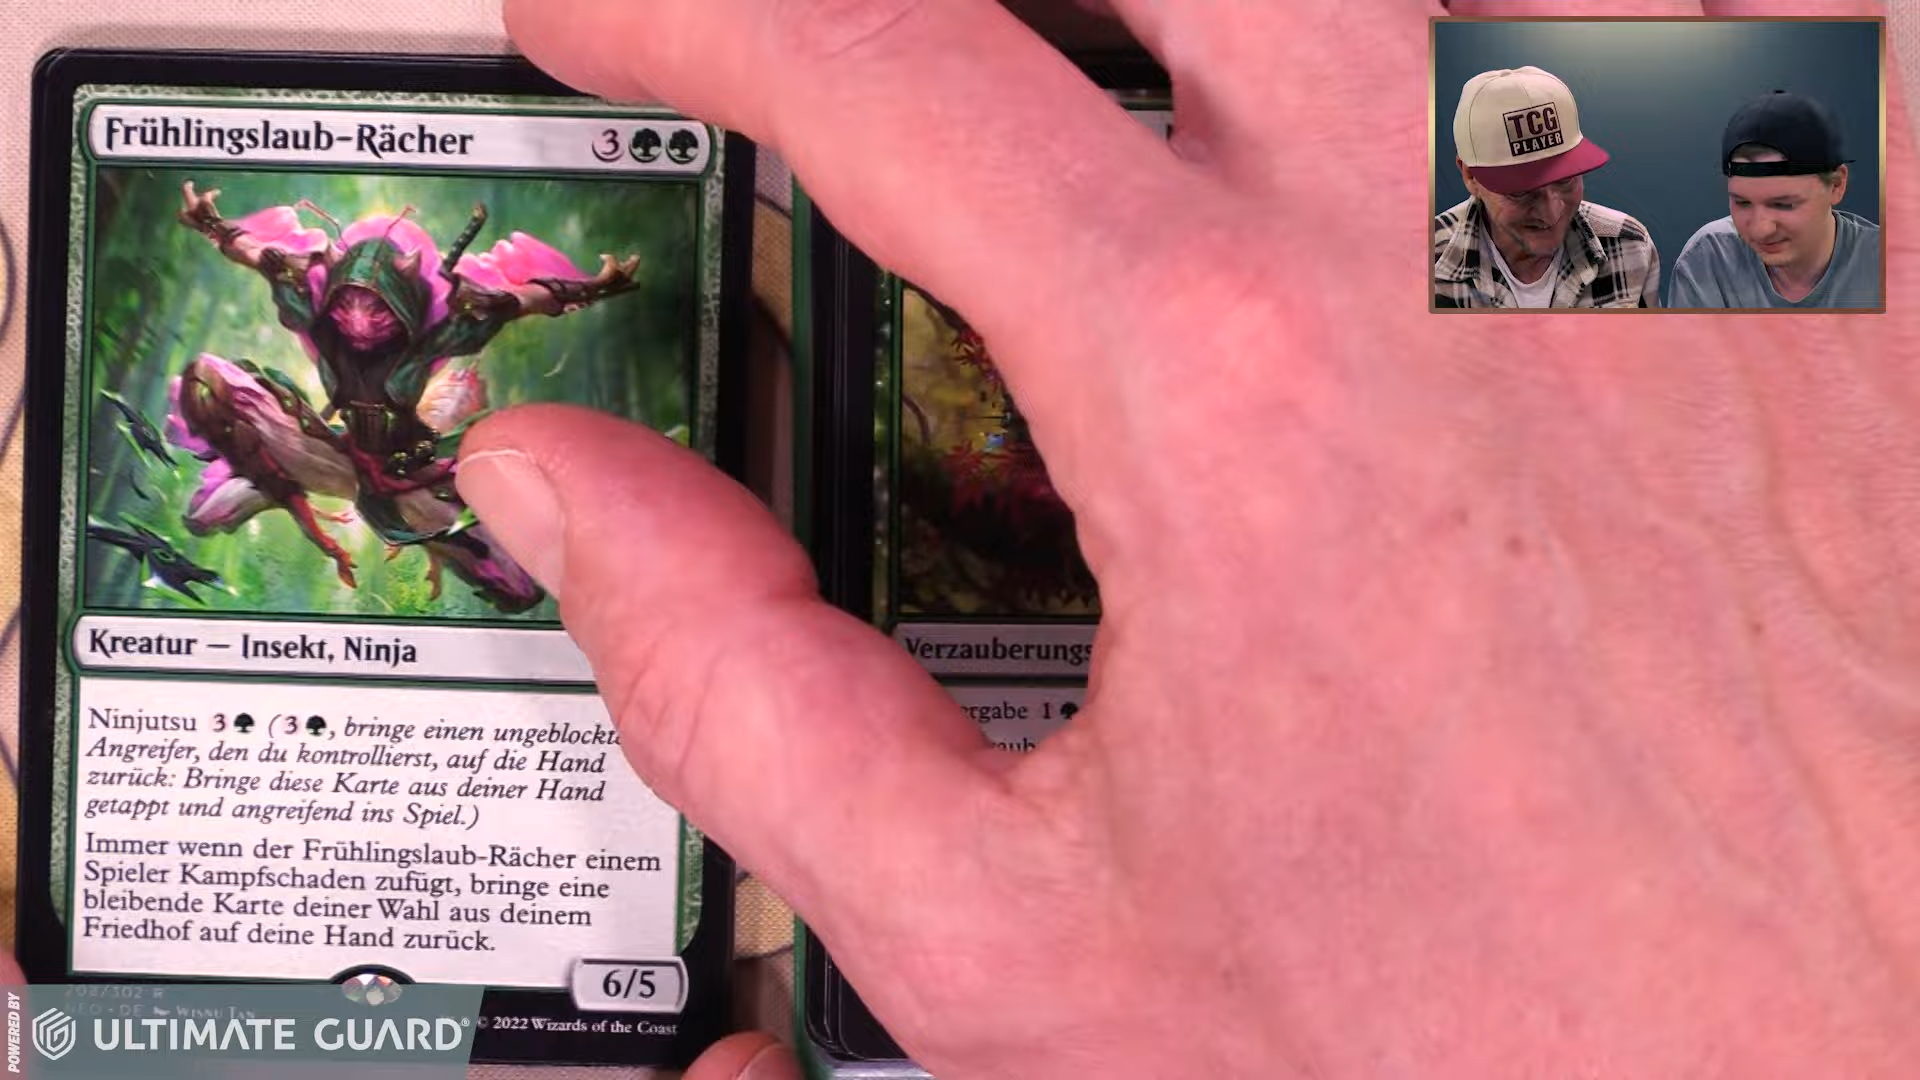 Frühlingslaub-Rächer 3
TCG
PLAYER
Kreatur — Insekt, Ninja
Ninjutsu 3 (3, bringe einen
Angreifer, den du kontrollierst, auf die Hand
zurück: Bringe diese Karte aus deiner Hand
getappt und angreifend ins Spiel.)
Immer wenn der Frühlingslaub-Rächer einem
Spieler Kampfschaden zufügt, bringe eine
bleibende Karte deiner Wahl aus deinem
Friedhof auf deine Hand zurück.
6/5
© 2022 Wizards of the Coast
1
POWERED BY
ULTIMATE GUARD®